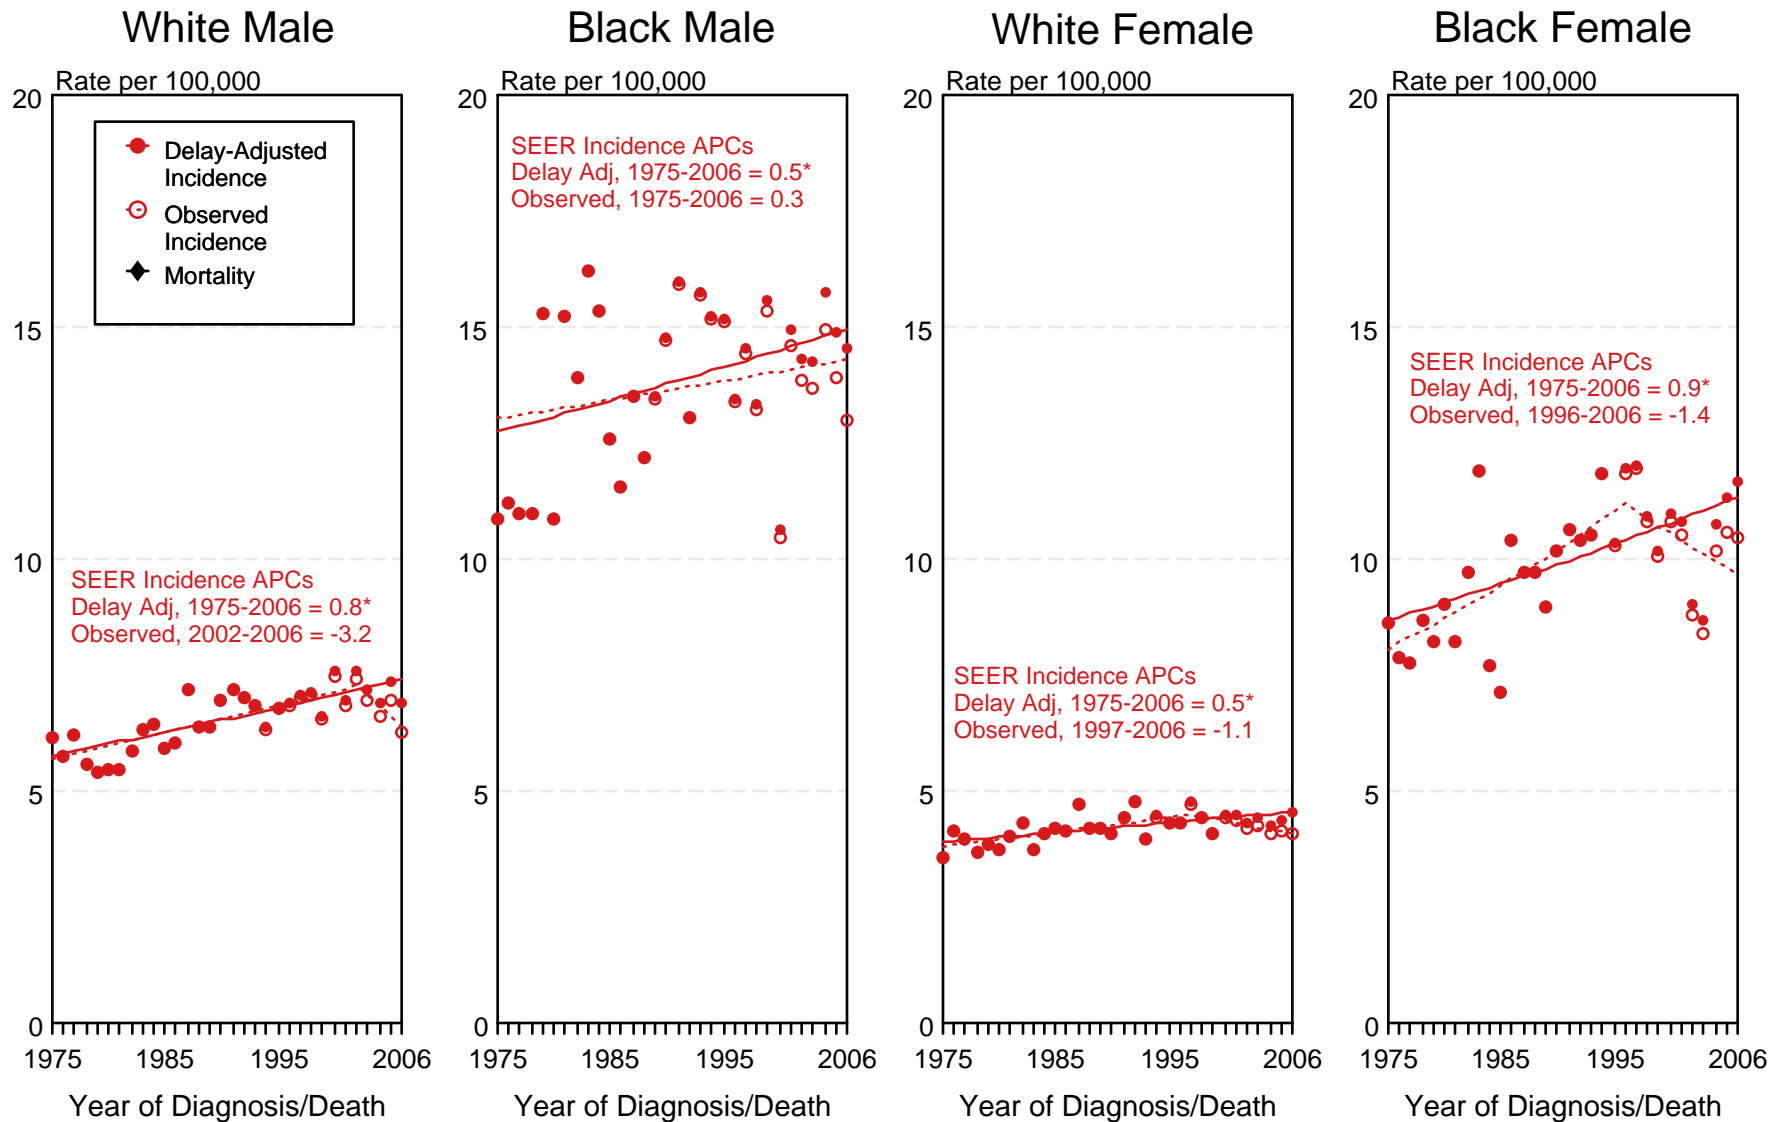 White Male
Rate per 100,000
20
15
10
5
0
Delay-Adjusted
Incidence
Observed
Incidence
Mortality
SEER Incidence APCs
Delay Adj, 1975-2006 = 0.8*
Observed, 2002-2006 = -3.2
1975 1985 1995 2006
Year of Diagnosis/Death
Black Male
Rate per 100,000
20
SEER Incidence APCs
Delay Adj, 1975-2006 = 0.5*
Observed, 1975-2006 = 0.3
15
10
5
0
1975 1985 1995 2006
Year of Diagnosis/Death
White Female
Rate per 100,000
20
15
10
SEER Incidence APCs
Delay Adj, 1975-2006 = 0.5*
Observed, 1997-2006 = -1.1
5
0
1975 1985 1995 2006
Year of Diagnosis/Death
Black Female
Rate per 100,000
20
15
SEER Incidence APCs
Delay Adj, 1975-2006 = 0.9*
Observed, 1996-2006 = -1.4
10
5
0
1975 1985 1995 2006
Year of Diagnosis/Death